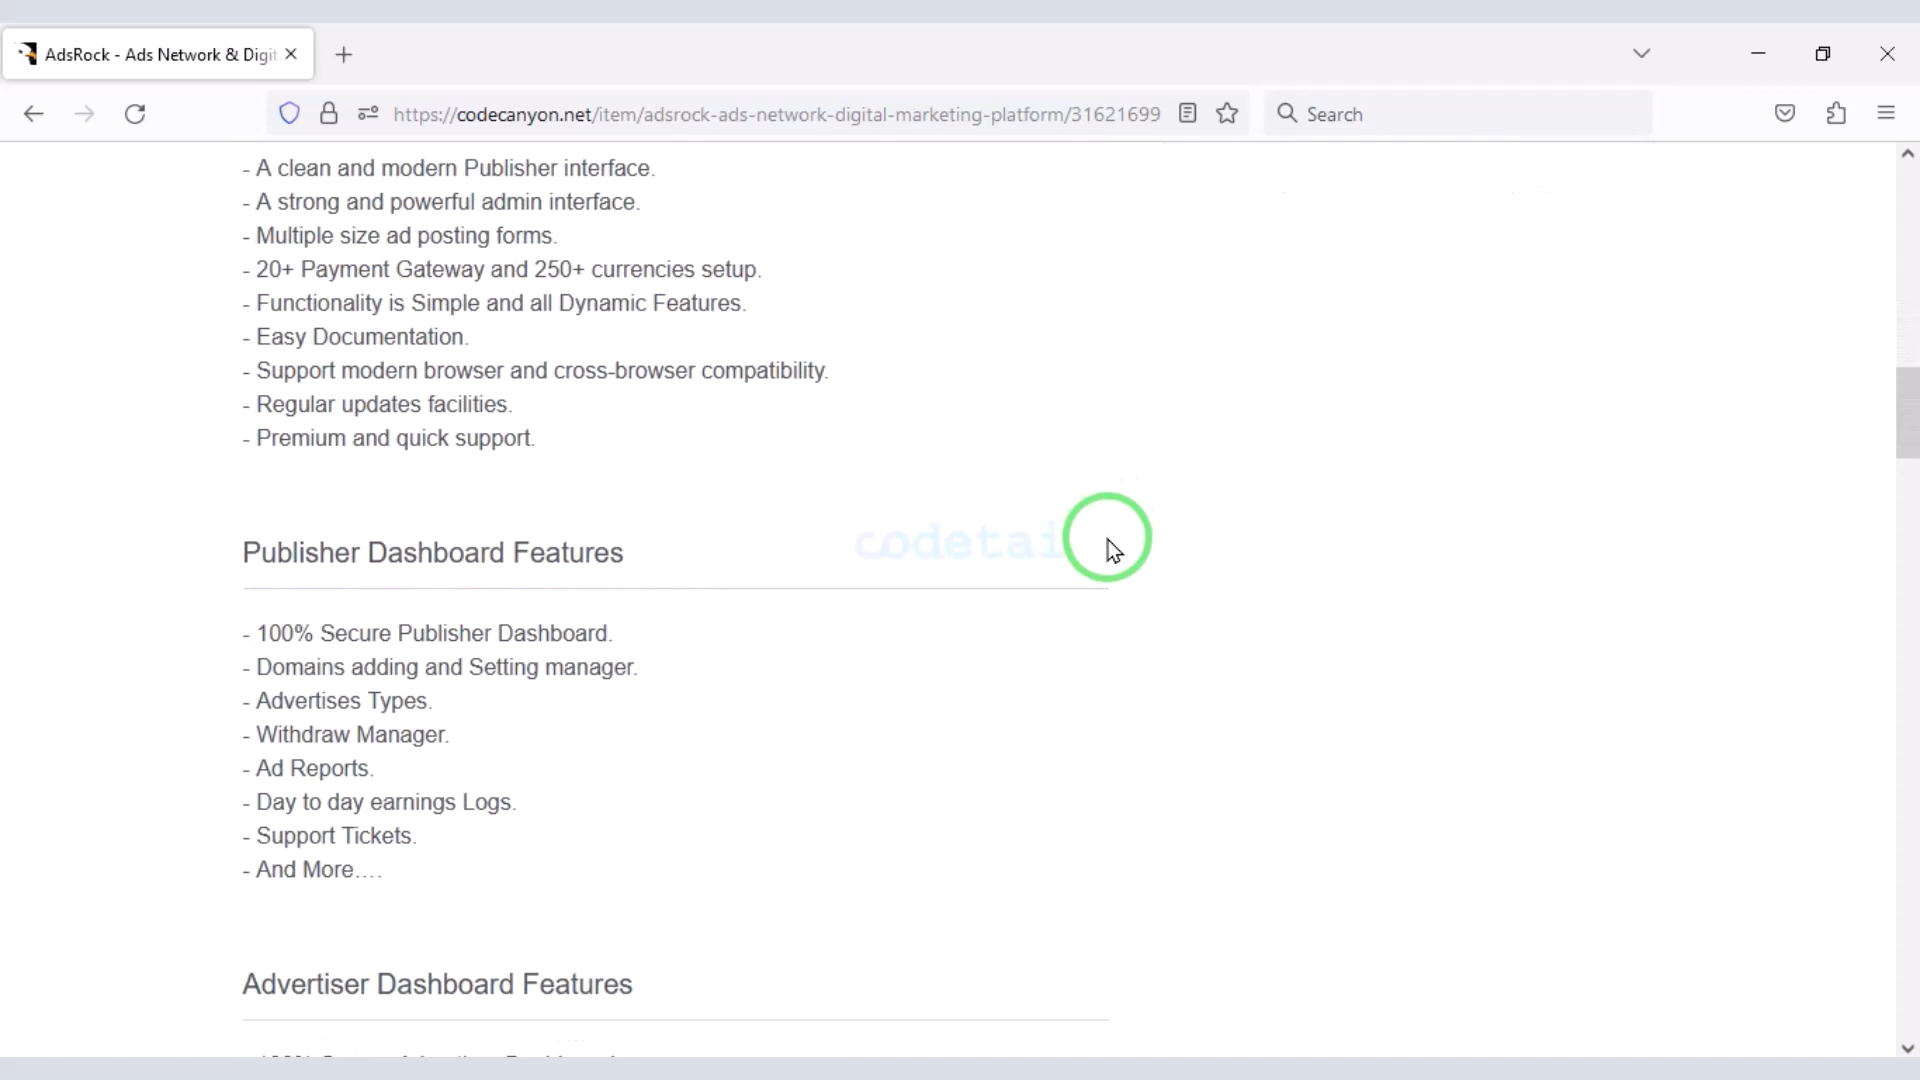 AdsRock - Ads Network & Digit
https://codecanyon.net/item/adsrock-ads-network-digital-marketing-platform/31621699
Search
- A clean and modern Publisher interface.
- A strong and powerful admin interface.
- Multiple size ad posting forms.
- 20+ Payment Gateway and 250+ currencies setup.
- Functionality is Simple and all Dynamic Features.
- Easy Documentation.
- Support modern browser and cross-browser compatibility.
- Regular updates facilities.
- Premium and quick support.
codetai
Publisher Dashboard Features
- 100% Secure Publisher Dashboard.
- Domains adding and Setting manager.
- Advertises Types.
- Withdraw Manager.
- Ad Reports.
- Day to day earnings Logs.
- Support Tickets.
- And More….
Advertiser Dashboard Features